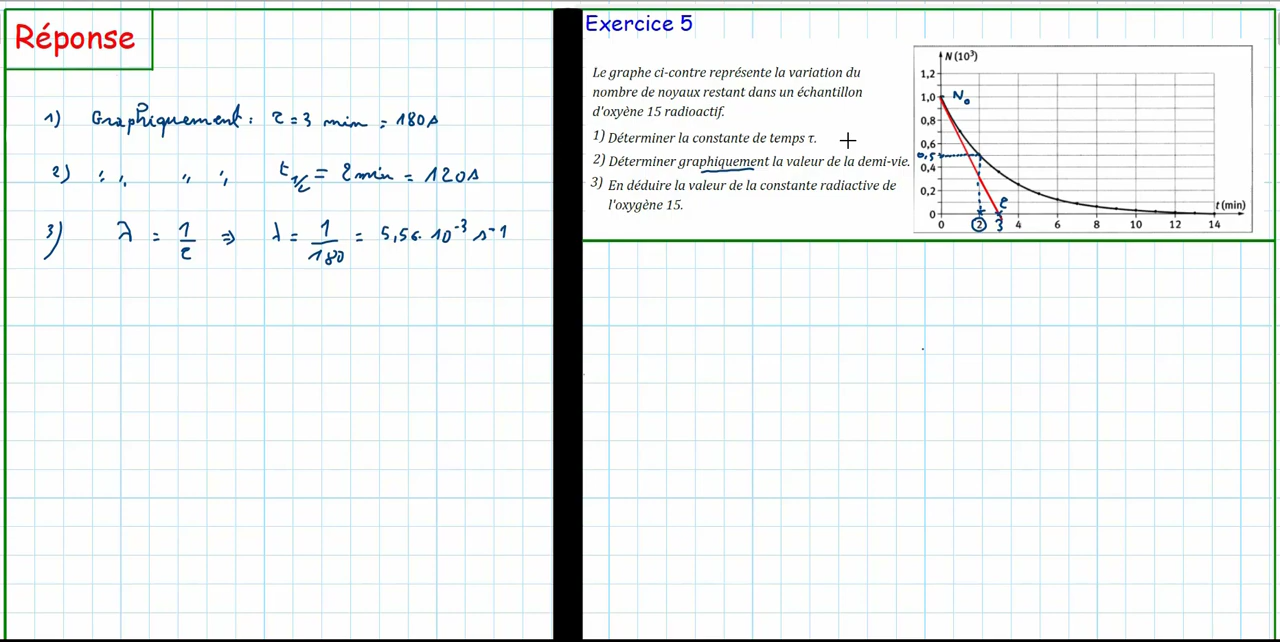 Réponse
1) Graphiquement : τ = 3 min = 180 s
2) " " " " t1/2 = 2 min = 120 s
3) λ = 1/τ ⇒ λ = 1/180 = 5,56. 10⁻³ s⁻¹
Exercice 5
Le graphe ci-contre représente la variation du
nombre de noyaux restant dans un échantillon
d'oxyène 15 radioactif.
1) Déterminer la constante de temps τ.
2) Déterminer graphiquement la valeur de la demi-vie.
3) En déduire la valeur de la constante radiactive de
l'oxygène 15.
N (10³)
1,2
1,0 N₀
0,8
0,6
0,5
0,4
0,2
0
τ
t (min)
0 2 3 4 6 8 10 12 14